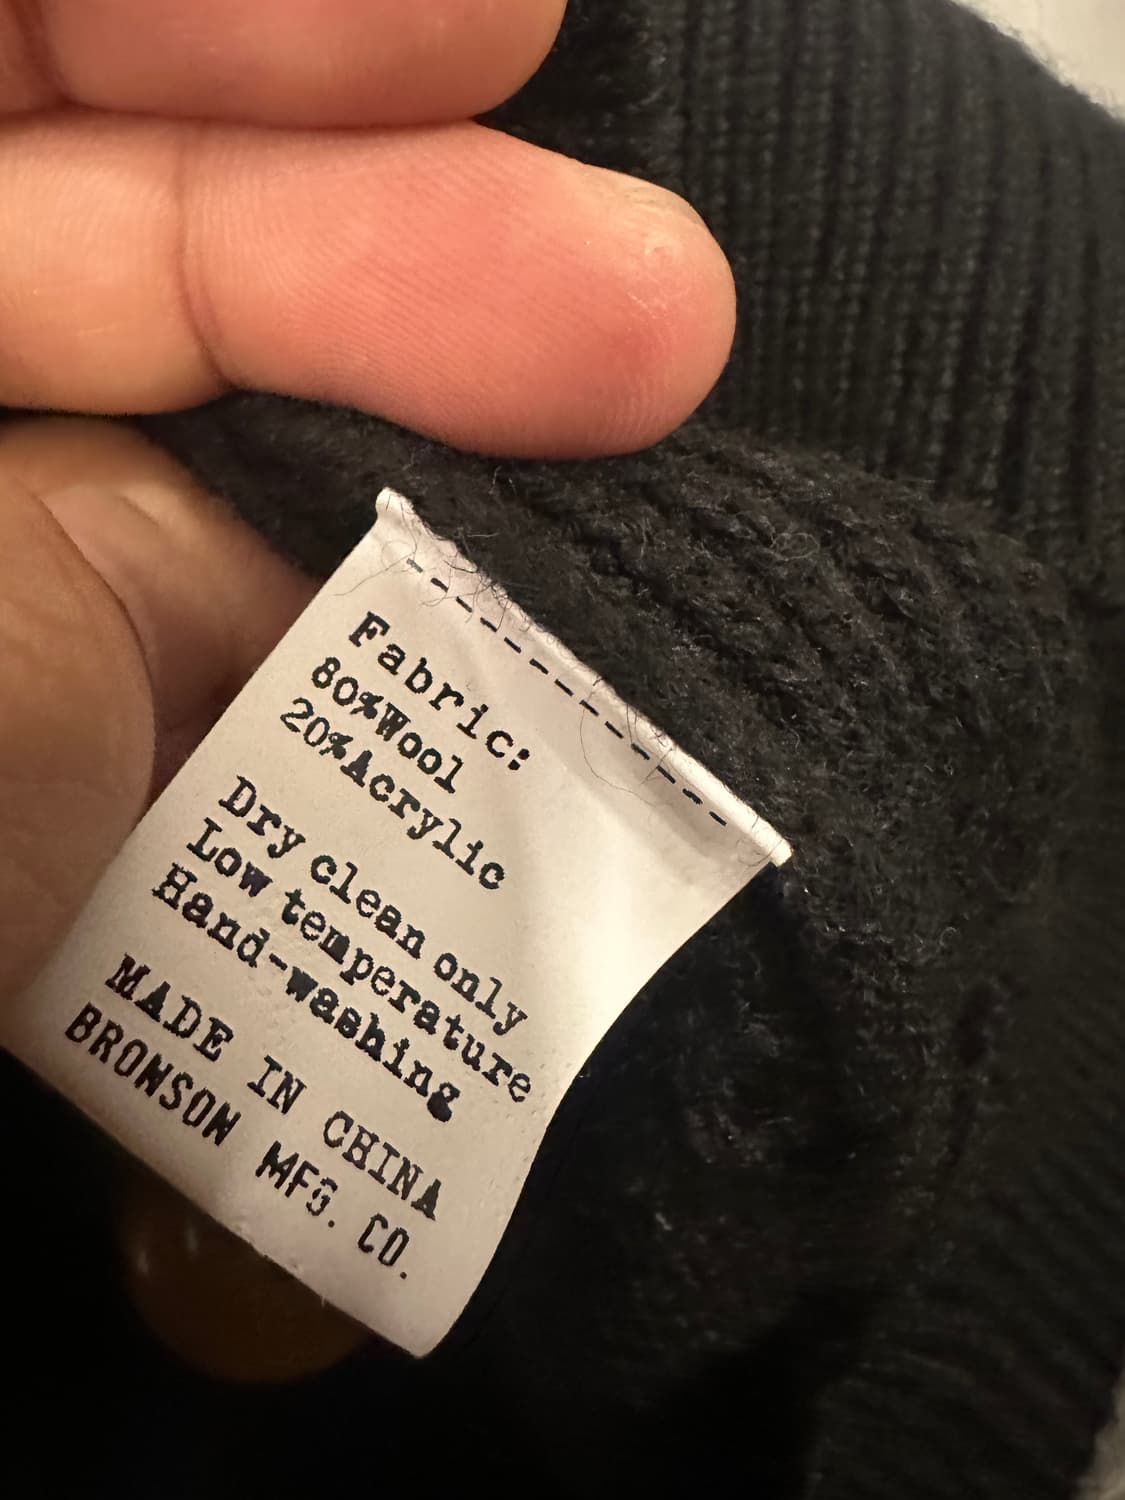 Fabric:
80%Wool
20%Acrylic
Dry clean only
Low temperature
Hand-washing
MADE IN CHINA
BRONSON MFG. CO.